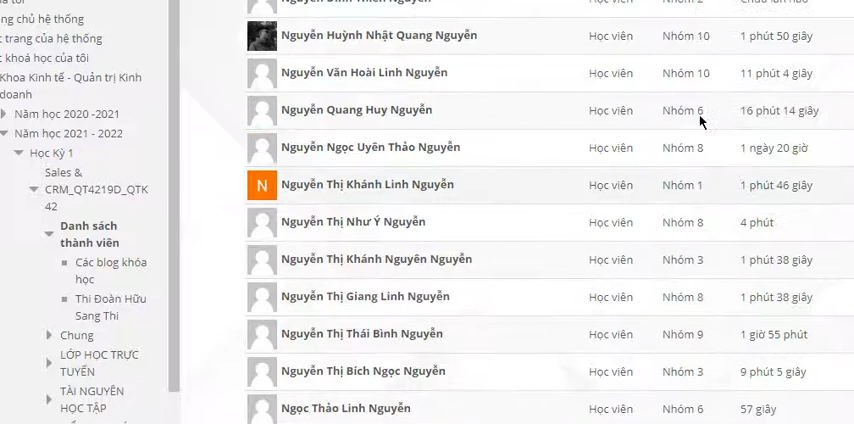 ng chủ hệ thống
trang của hệ thống
khoá học của tôi
Khoa Kinh tế - Quản trị Kinh
doanh
Năm học 2020 -2021
Năm học 2021 - 2022
Học Kỳ 1
Sales &
CRM_QT4219D_QTK
42
Danh sách
thành viên
Các blog khóa
học
Thi Đoàn Hữu
Sang Thi
Chung
LỚP HỌC TRỰC
TUYẾN
TÀI NGUYÊN
HỌC TẬP
Nguyễn Huỳnh Nhật Quang Nguyễn Học viên Nhóm 10 1 phút 50 giây
Nguyễn Văn Hoài Linh Nguyễn Học viên Nhóm 10 11 phút 4 giây
Nguyễn Quang Huy Nguyễn Học viên Nhóm 6 16 phút 14 giây
Nguyễn Ngọc Uyên Thảo Nguyễn Học viên Nhóm 8 1 ngày 20 giờ
N Nguyễn Thị Khánh Linh Nguyễn Học viên Nhóm 1 1 phút 46 giây
Nguyễn Thị Như Ý Nguyễn Học viên Nhóm 8 4 phút
Nguyễn Thị Khánh Nguyên Nguyễn Học viên Nhóm 3 1 phút 38 giây
Nguyễn Thị Giang Linh Nguyễn Học viên Nhóm 8 1 phút 38 giây
Nguyễn Thị Thái Bình Nguyễn Học viên Nhóm 9 1 giờ 55 phút
Nguyễn Thị Bích Ngọc Nguyễn Học viên Nhóm 3 9 phút 5 giây
Ngọc Thảo Linh Nguyễn Học viên Nhóm 6 57 giây